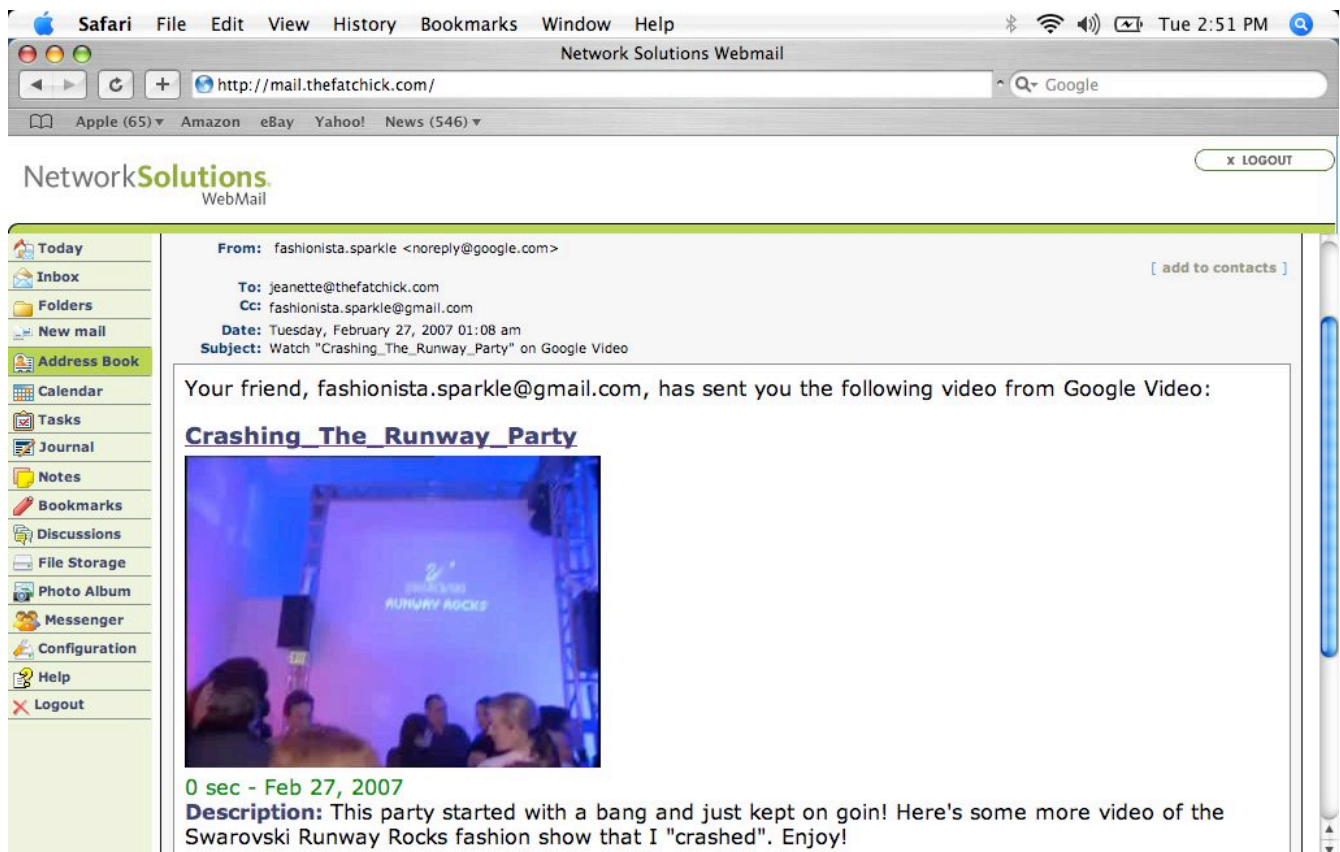 Safari File Edit View History Bookmarks Window Help Tue 2:51 PM
Network Solutions Webmail
http://mail.thefatchick.com/
Google
Apple (65) Amazon eBay Yahoo! News (546)
NetworkSolutions.
WebMail
x LOGOUT
Today
Inbox
Folders
New mail
Address Book
Calendar
Tasks
Journal
Notes
Bookmarks
Discussions
File Storage
Photo Album
Messenger
Configuration
Help
Logout
From: fashionista.sparkle <noreply@google.com>
[ add to contacts ]
To: jeanette@thefatchick.com
Cc: fashionista.sparkle@gmail.com
Date: Tuesday, February 27, 2007 01:08 am
Subject: Watch "Crashing_The_Runway_Party" on Google Video
Your friend, fashionista.sparkle@gmail.com, has sent you the following video from Google Video:
Crashing_The_Runway_Party
RUNWAY ROCKS
0 sec - Feb 27, 2007
Description: This party started with a bang and just kept on goin! Here's some more video of the
Swarovski Runway Rocks fashion show that I "crashed". Enjoy!